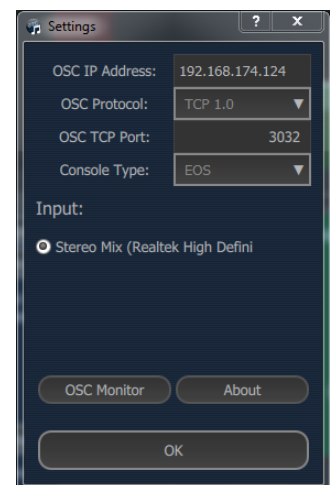 Settings
? x
OSC IP Address: 192.168.174.124
OSC Protocol: TCP 1.0
OSC TCP Port: 3032
Console Type: EOS
Input:
Stereo Mix (Realtek High Defini
OSC Monitor About
OK